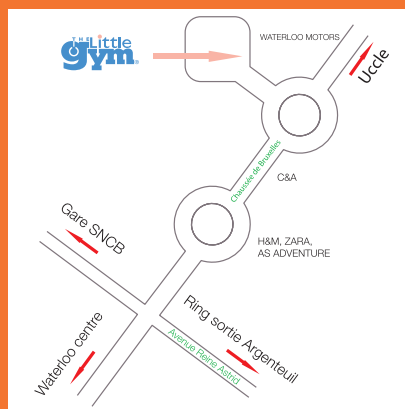 THE Little gym
WATERLOO MOTORS
Uccle
Chaussée de Bruxelles
C&A
Gare SNCB
H&M, ZARA,
AS ADVENTURE
Ring sortie Argenteuil
Waterloo centre
Avenue Reine Astrid